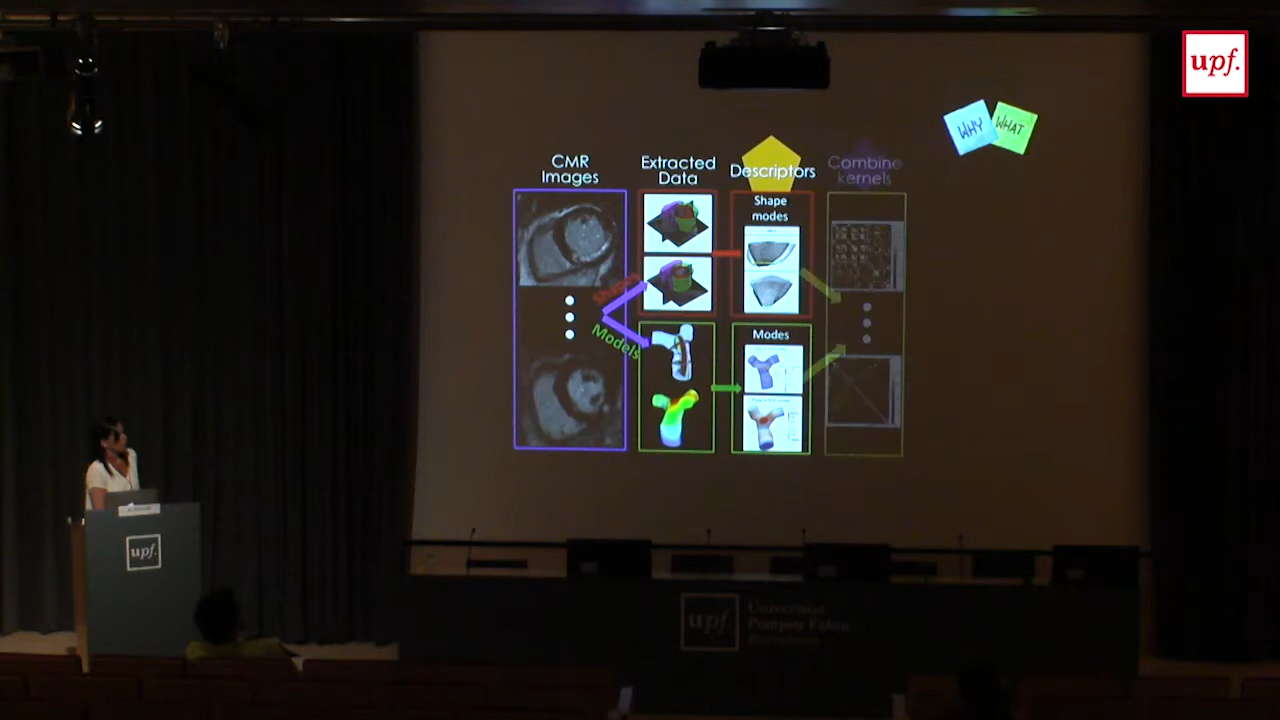 upf.
WHY
WHAT
CMR
Images
Extracted
Data
Descriptors
Combine
kernels
Shape
modes
Shapes
Models
Modes
upf.
upf.
Universitat
Pompeu Fabra
Barcelona